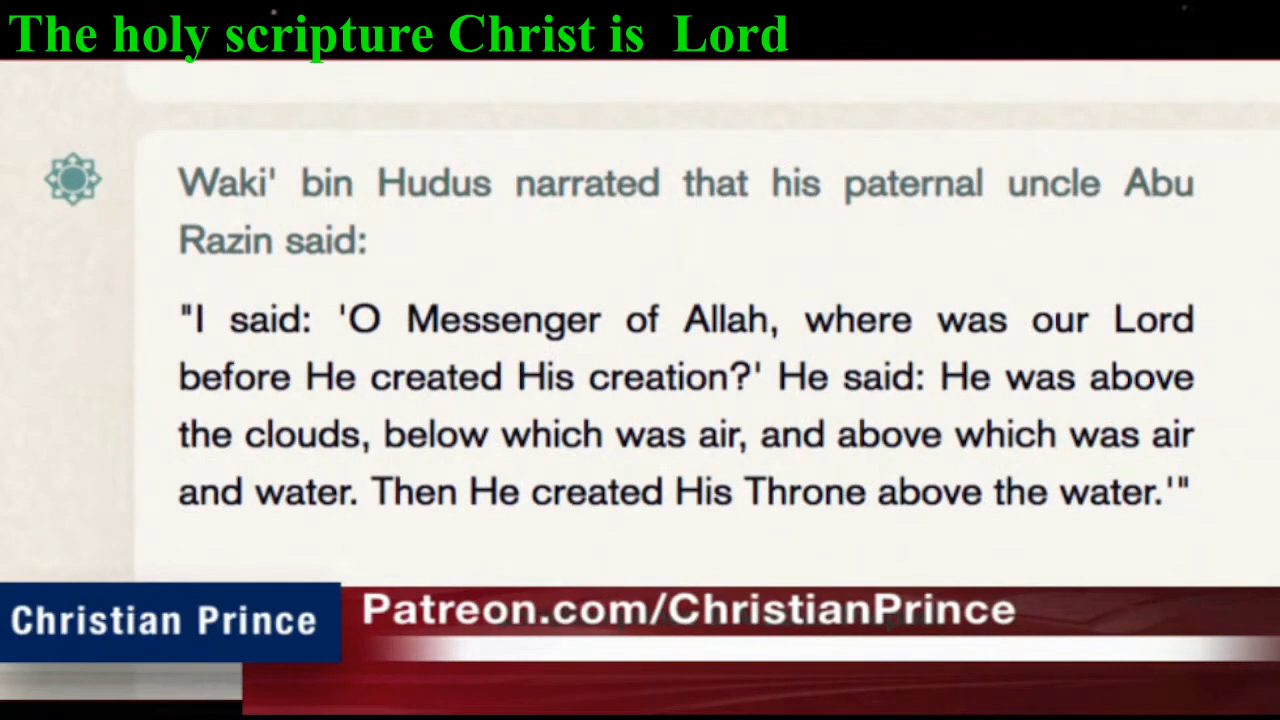 The holy scripture Christ is Lord
Waki' bin Hudus narrated that his paternal uncle Abu
Razin said:
"I said: 'O Messenger of Allah, where was our Lord
before He created His creation?' He said: He was above
the clouds, below which was air, and above which was air
and water. Then He created His Throne above the water.'"
Christian Prince
Patreon.com/ChristianPrince